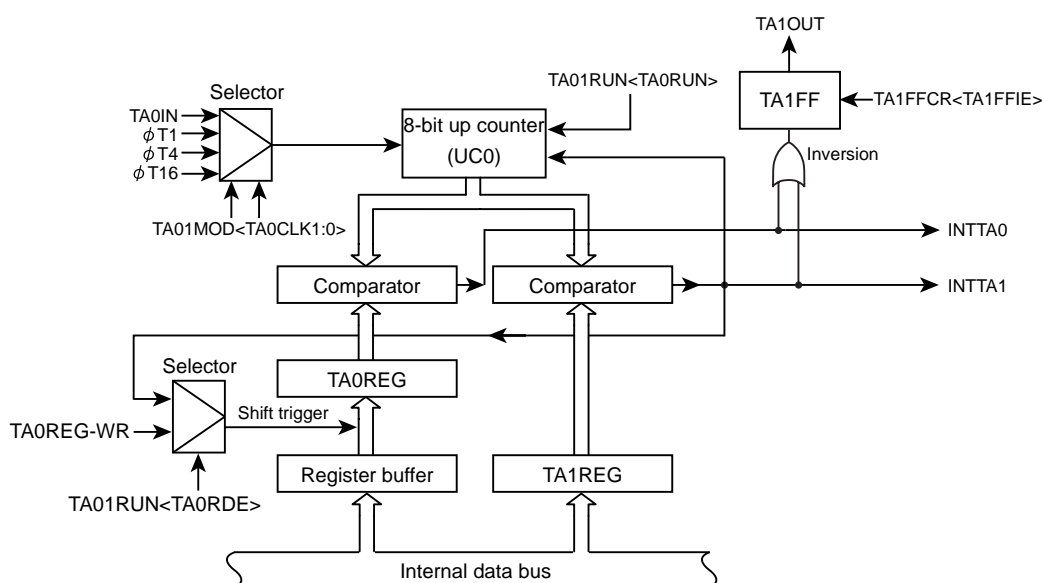 TA1OUT
TA01RUN<TA0RUN>
TA1FF
TA1FFCR<TA1FFIE>
Selector
TA0IN
ϕT1
ϕT4
ϕT16
8-bit up counter
(UC0)
Inversion
TA01MOD<TA0CLK1:0>
INTTA0
Comparator
Comparator
INTTA1
Selector
TA0REG
Shift trigger
TA0REG-WR
Register buffer
TA1REG
TA01RUN<TA0RDE>
Internal data bus